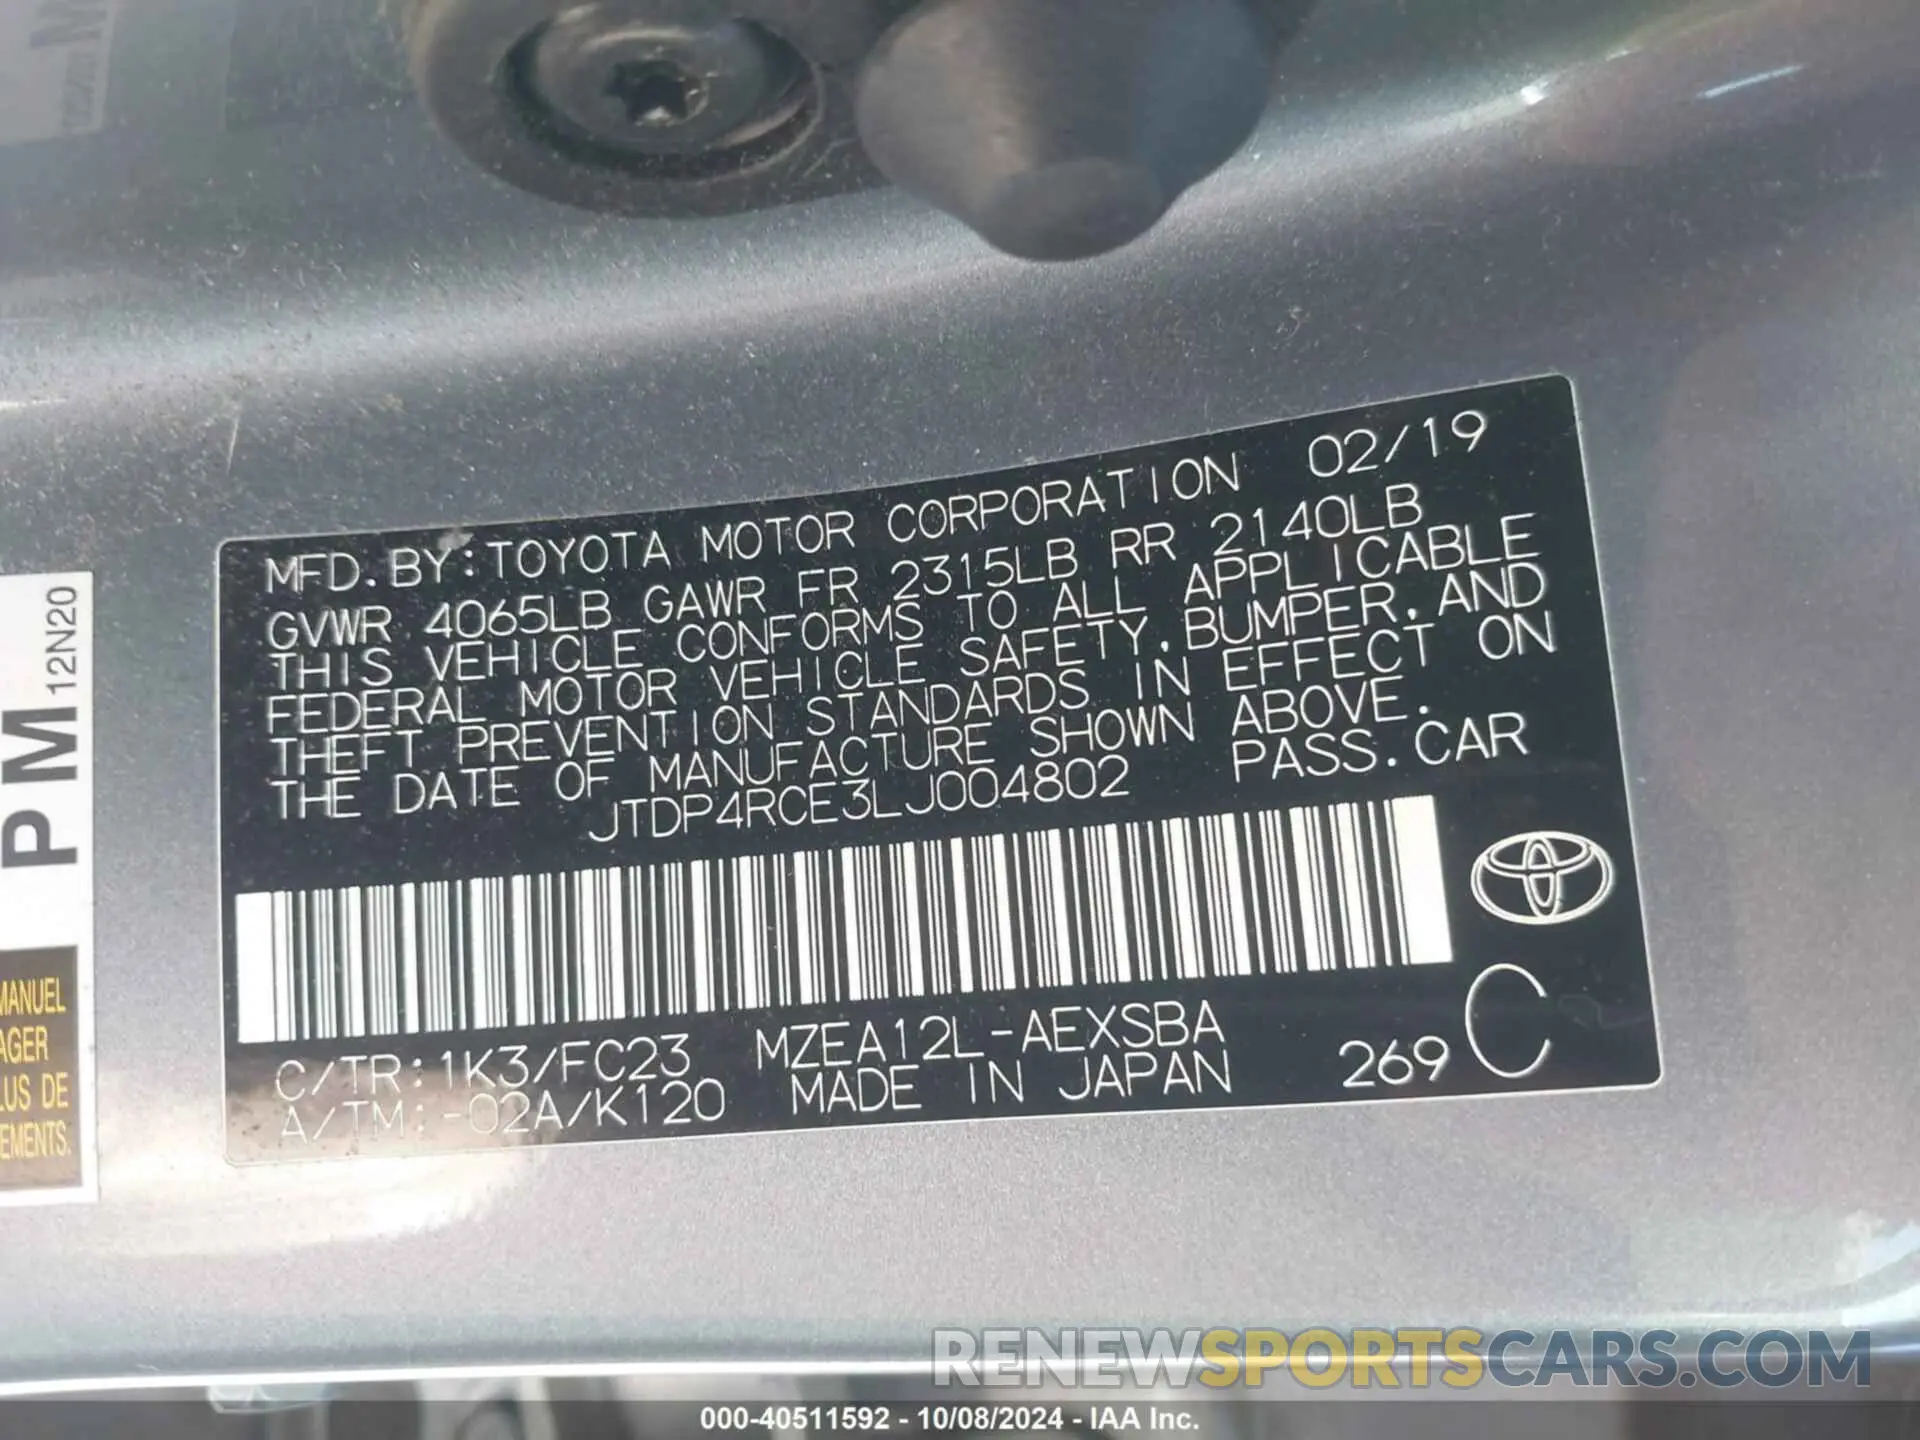 MFD. BY: TOYOTA MOTOR CORPORATION 02/19
GVWR 4065LB GAWR FR 2315LB RR 2140LB
THIS VEHICLE CONFORMS TO ALL APPLICABLE
FEDERAL MOTOR VEHICLE SAFETY, BUMPER, AND
THEFT PREVENTION STANDARDS IN EFFECT ON
THE DATE OF MANUFACTURE SHOWN ABOVE.
JTDP4RCE3LJ004802 PASS. CAR
C/TR: 1K3/FC23 MZEA12L-AEXSBA
A/TM: -02A/K120 MADE IN JAPAN 269 C
PM 12N20
MANUEL
LUS DE
RENEWSPORTSCARS.COM
000-40511592 - 10/08/2024 - IAA Inc.